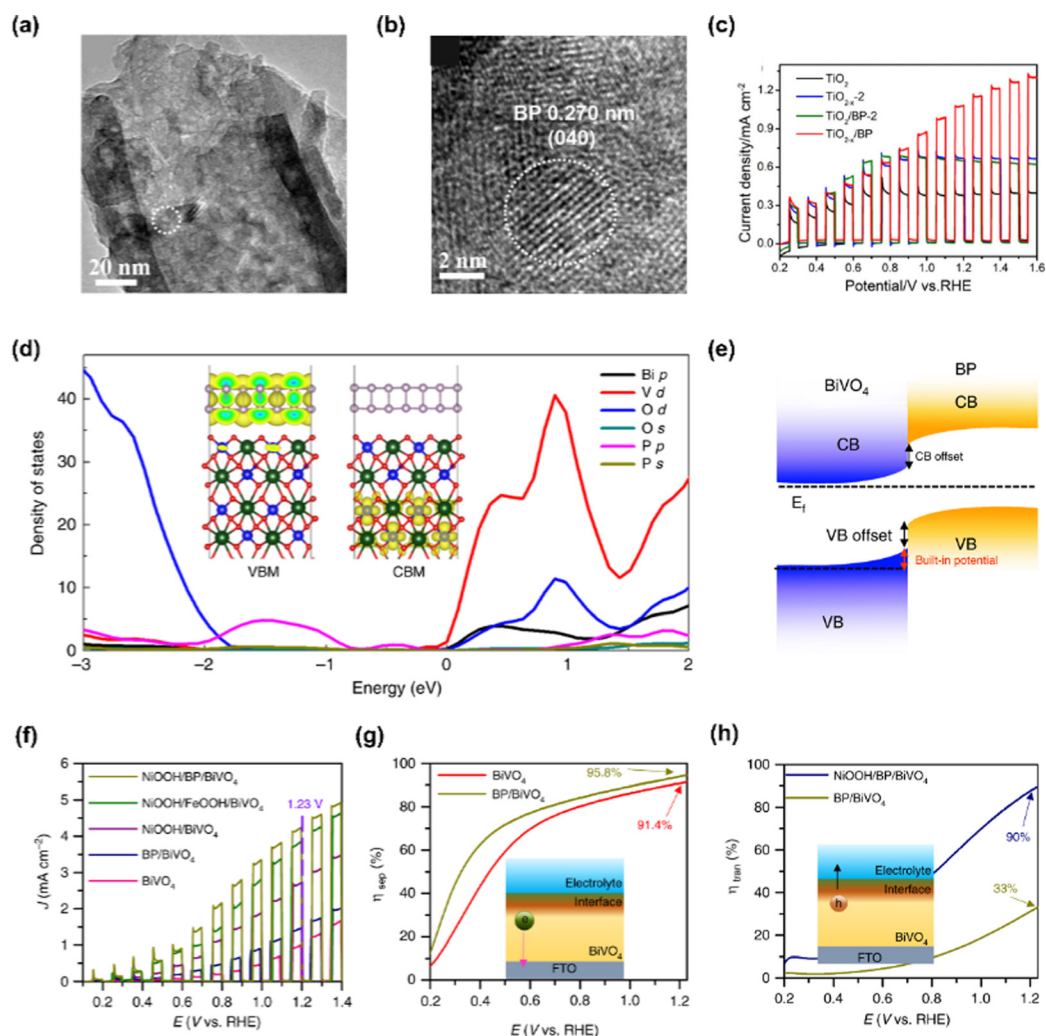 (a)
20 nm
(b)
BP 0.270 nm
(040)
2 nm
(c)
TiO2
TiO2-x-2
TiO2/BP-2
TiO2-x/BP
Current density/mA cm-2
1.2
0.9
0.6
0.3
0.0
0.2 0.4 0.6 0.8 1.0 1.2 1.4 1.6
Potential/V vs.RHE
(d)
Density of states
40
30
20
10
0
VBM
CBM
Bi p
V d
O d
O s
P p
P s
−3 −2 −1 0 1 2
Energy (eV)
(e)
BiVO4
BP
CB
CB
CB offset
Ef
VB offset
VB
Built-in potential
VB
(f)
J (mA cm−2)
6
5
4
3
2
1
0
NiOOH/BP/BiVO4
NiOOH/FeOOH/BiVO4
NiOOH/BiVO4
BP/BiVO4
BiVO4
1.23 V
0.2 0.4 0.6 0.8 1.0 1.2 1.4
E (V vs. RHE)
(g)
η sep (%)
100
90
80
70
60
50
40
30
20
10
0
BiVO4
BP/BiVO4
95.8%
91.4%
Electrolyte
Interface
e
BiVO4
FTO
0.2 0.4 0.6 0.8 1.0 1.2
E (V vs. RHE)
(h)
η tran (%)
100
80
60
40
20
0
NiOOH/BP/BiVO4
BP/BiVO4
90%
33%
Electrolyte
Interface
h
BiVO4
FTO
0.2 0.4 0.6 0.8 1.0 1.2
E (V vs. RHE)